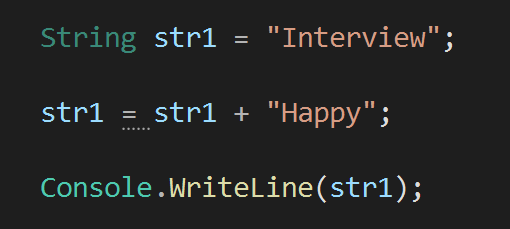 String str1 = "Interview";
str1 = str1 + "Happy";
Console.WriteLine(str1);